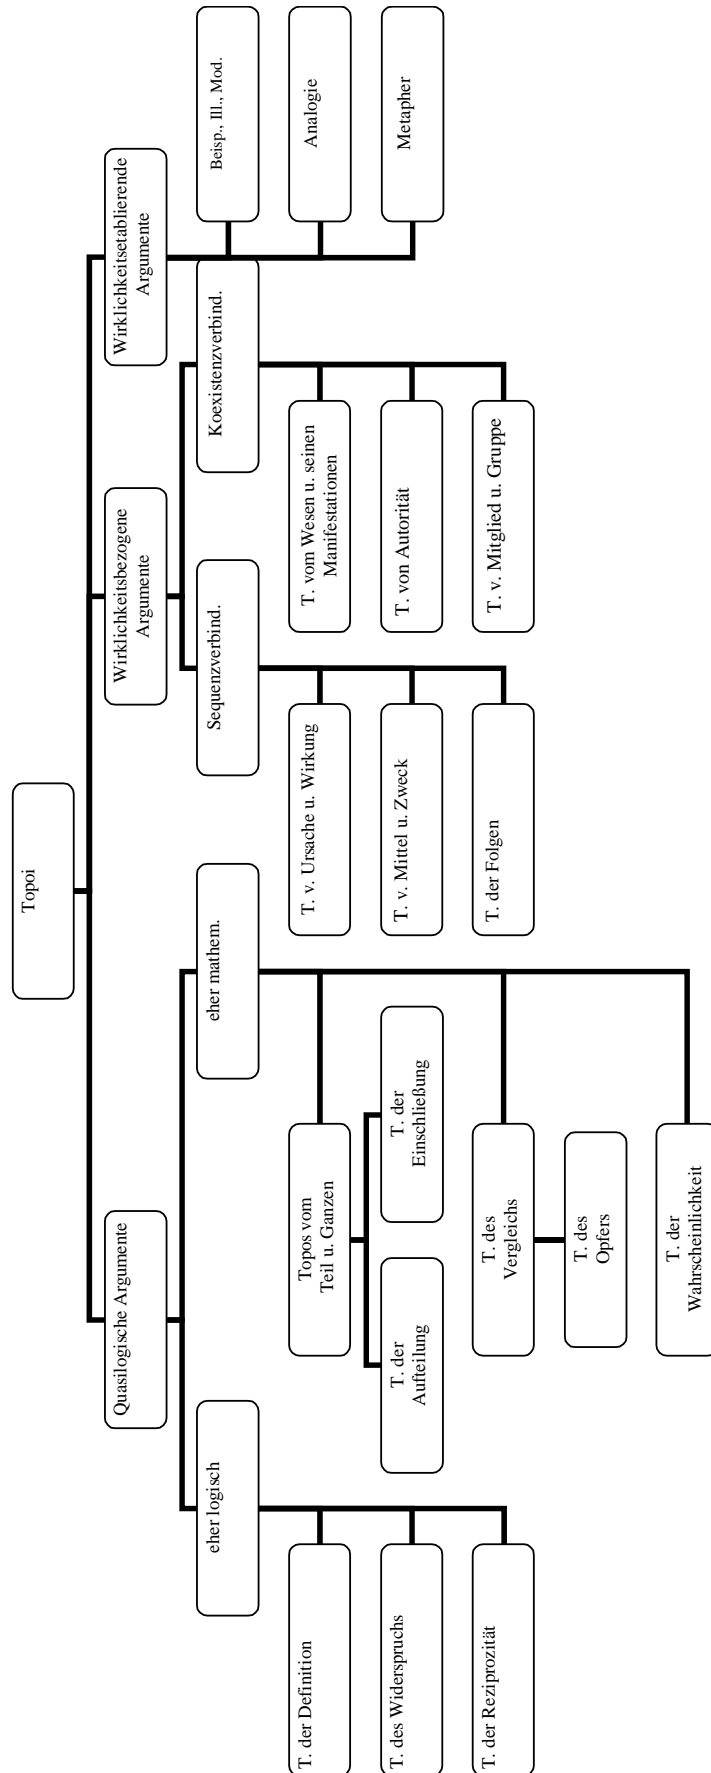 Topoi
Quasilogische Argumente
Wirklichkeitsbezogene
Argumente
Wirklichkeitsetablierende
Argumente
eher logisch
eher mathem.
Sequenzverbind.
Koexistenzverbind.
Beisp., Ill., Mod.
T. der Definition
Topos vom
Teil u. Ganzen
T. v. Ursache u. Wirkung
T. vom Wesen u. seinen
Manifestationen
Analogie
T. des Widerspruchs
T. der
Aufteilung
T. der
Einschließung
T. v. Mittel u. Zweck
T. von Autorität
Metapher
T. der Reziprozität
T. des
Vergleichs
T. der Folgen
T. v. Mitglied u. Gruppe
T. des
Opfers
T. der
Wahrscheinlichkeit